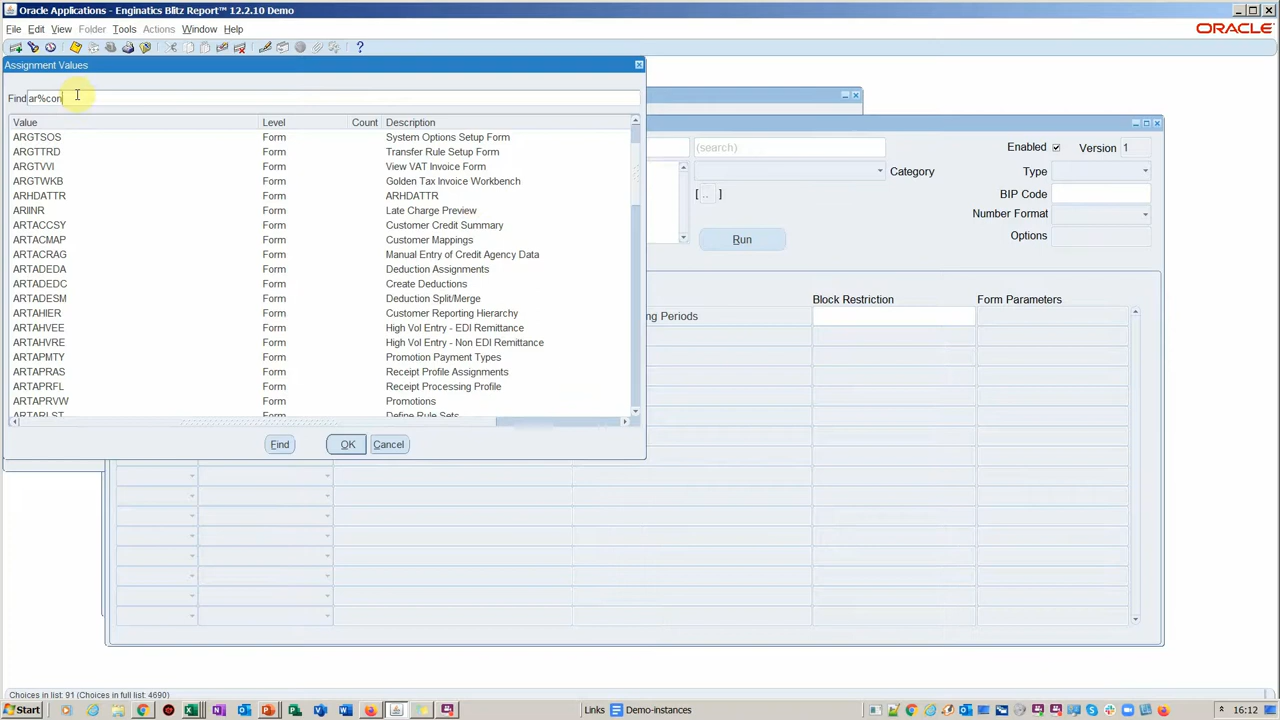 Oracle Applications - Enginatics Blitz Report™ 12.2.10 Demo
File Edit View Folder Tools Actions Window Help
ORACLE
Assignment Values
Find ar%con
Value Level Count Description
ARGTSOS Form System Options Setup Form
ARGTTRD Form Transfer Rule Setup Form
ARGTVVI Form View VAT Invoice Form
ARGTWKB Form Golden Tax Invoice Workbench
ARHDATTR Form ARHDATTR
ARIINR Form Late Charge Preview
ARTACCSY Form Customer Credit Summary
ARTACMAP Form Customer Mappings
ARTACRAG Form Manual Entry of Credit Agency Data
ARTADEDA Form Deduction Assignments
ARTADEDC Form Create Deductions
ARTADESM Form Deduction Split/Merge
ARTAHIER Form Customer Reporting Hierarchy
ARTAHVEE Form High Vol Entry - EDI Remittance
ARTAHVRE Form High Vol Entry - Non EDI Remittance
ARTAPMTY Form Promotion Payment Types
ARTAPRAS Form Receipt Profile Assignments
ARTAPRFL Form Receipt Processing Profile
ARTAPRVW Form Promotions
ARTARLST Form Define Rule Sets
Find OK Cancel
(search) Enabled Version 1
Category Type
[ .. ] BIP Code
Number Format
Run Options
Block Restriction Form Parameters
ng Periods
Choices in list: 91 (Choices in full list: 4690)
Start Links Demo-instances 16:12